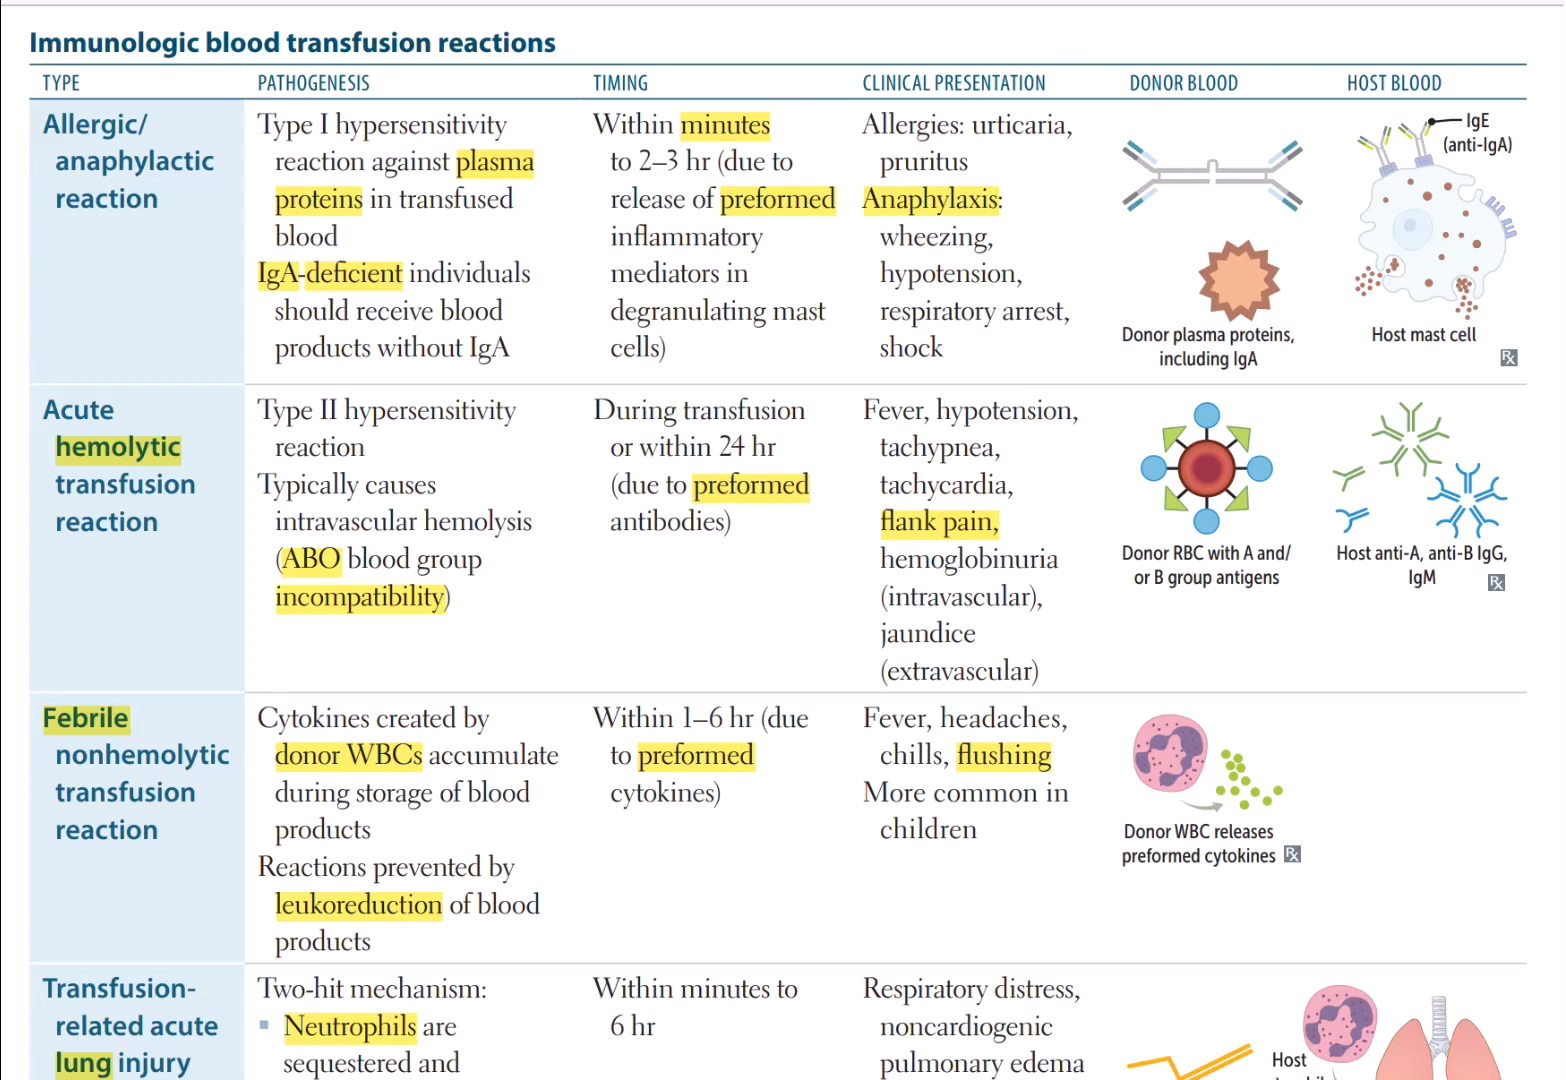 Immunologic blood transfusion reactions
TYPE PATHOGENESIS TIMING CLINICAL PRESENTATION DONOR BLOOD HOST BLOOD
Allergic/
anaphylactic
reaction
Type I hypersensitivity
reaction against plasma
proteins in transfused
blood
IgA-deficient individuals
should receive blood
products without IgA
Within minutes
to 2–3 hr (due to
release of preformed
inflammatory
mediators in
degranulating mast
cells)
Allergies: urticaria,
pruritus
Anaphylaxis:
wheezing,
hypotension,
respiratory arrest,
shock
Donor plasma proteins,
including IgA
IgE
(anti-IgA)
Host mast cell
Rx
Acute
hemolytic
transfusion
reaction
Type II hypersensitivity
reaction
Typically causes
intravascular hemolysis
(ABO blood group
incompatibility)
During transfusion
or within 24 hr
(due to preformed
antibodies)
Fever, hypotension,
tachypnea,
tachycardia,
flank pain,
hemoglobinuria
(intravascular),
jaundice
(extravascular)
Donor RBC with A and/
or B group antigens
Host anti-A, anti-B IgG,
IgM
Rx
Febrile
nonhemolytic
transfusion
reaction
Cytokines created by
donor WBCs accumulate
during storage of blood
products
Reactions prevented by
leukoreduction of blood
products
Within 1–6 hr (due
to preformed
cytokines)
Fever, headaches,
chills, flushing
More common in
children
Donor WBC releases
preformed cytokines Rx
Transfusion-
related acute
lung injury
Two-hit mechanism:
▪ Neutrophils are
sequestered and
Within minutes to
6 hr
Respiratory distress,
noncardiogenic
pulmonary edema
Host